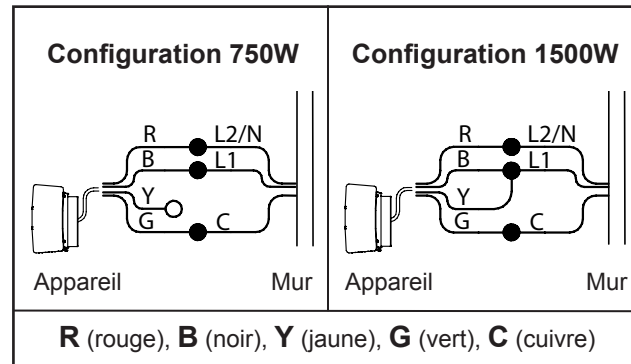 Configuration 750W
R L2/N
B L1
Y
G C
Appareil Mur
Configuration 1500W
R L2/N
B L1
Y
G C
Appareil Mur
R (rouge), B (noir), Y (jaune), G (vert), C (cuivre)